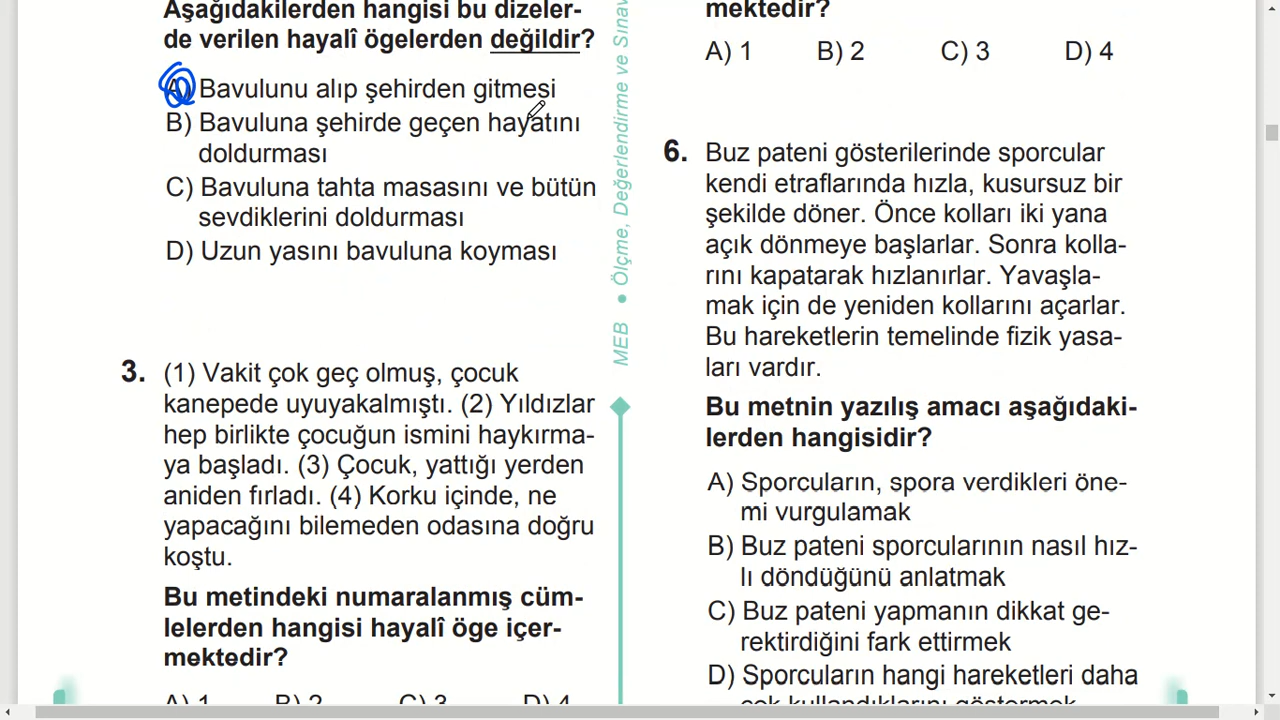 Aşağıdakilerden hangisi bu dizeler-
de verilen hayalî ögelerden değildir?
A) Bavulunu alıp şehirden gitmesi
B) Bavuluna şehirde geçen hayatını
doldurması
C) Bavuluna tahta masasını ve bütün
sevdiklerini doldurması
D) Uzun yasını bavuluna koyması
3. (1) Vakit çok geç olmuş, çocuk
kanepede uyuyakalmıştı. (2) Yıldızlar
hep birlikte çocuğun ismini haykırma-
ya başladı. (3) Çocuk, yattığı yerden
aniden fırladı. (4) Korku içinde, ne
yapacağını bilemeden odasına doğru
koştu.
Bu metindeki numaralanmış cüm-
lelerden hangisi hayalî öge içer-
mektedir?
A) 1 B) 2 C) 3 D) 4
MEB ● Ölçme, Değerlendirme ve Sınav
mektedir?
A) 1 B) 2 C) 3 D) 4
6. Buz pateni gösterilerinde sporcular
kendi etraflarında hızla, kusursuz bir
şekilde döner. Önce kolları iki yana
açık dönmeye başlarlar. Sonra kolla-
rını kapatarak hızlanırlar. Yavaşla-
mak için de yeniden kollarını açarlar.
Bu hareketlerin temelinde fizik yasa-
ları vardır.
Bu metnin yazılış amacı aşağıdaki-
lerden hangisidir?
A) Sporcuların, spora verdikleri öne-
mi vurgulamak
B) Buz pateni sporcularının nasıl hız-
lı döndüğünü anlatmak
C) Buz pateni yapmanın dikkat ge-
rektirdiğini fark ettirmek
D) Sporcuların hangi hareketleri daha
çok kullandıklarını göstermek